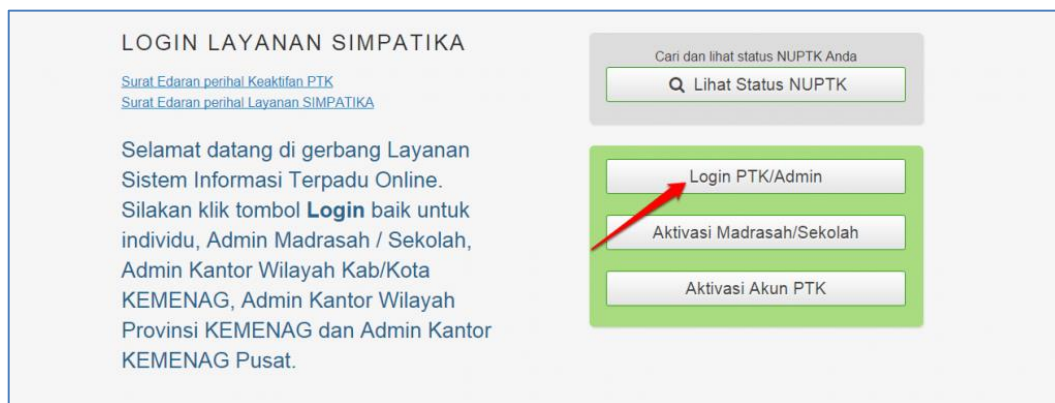 LOGIN LAYANAN SIMPATIKA
Surat Edaran perihal Keaktifan PTK
Surat Edaran perihal Layanan SIMPATIKA
Selamat datang di gerbang Layanan
Sistem Informasi Terpadu Online.
Silakan klik tombol Login baik untuk
individu, Admin Madrasah / Sekolah,
Admin Kantor Wilayah Kab/Kota
KEMENAG, Admin Kantor Wilayah
Provinsi KEMENAG dan Admin Kantor
KEMENAG Pusat.
Cari dan lihat status NUPTK Anda
Lihat Status NUPTK
Login PTK/Admin
Aktivasi Madrasah/Sekolah
Aktivasi Akun PTK